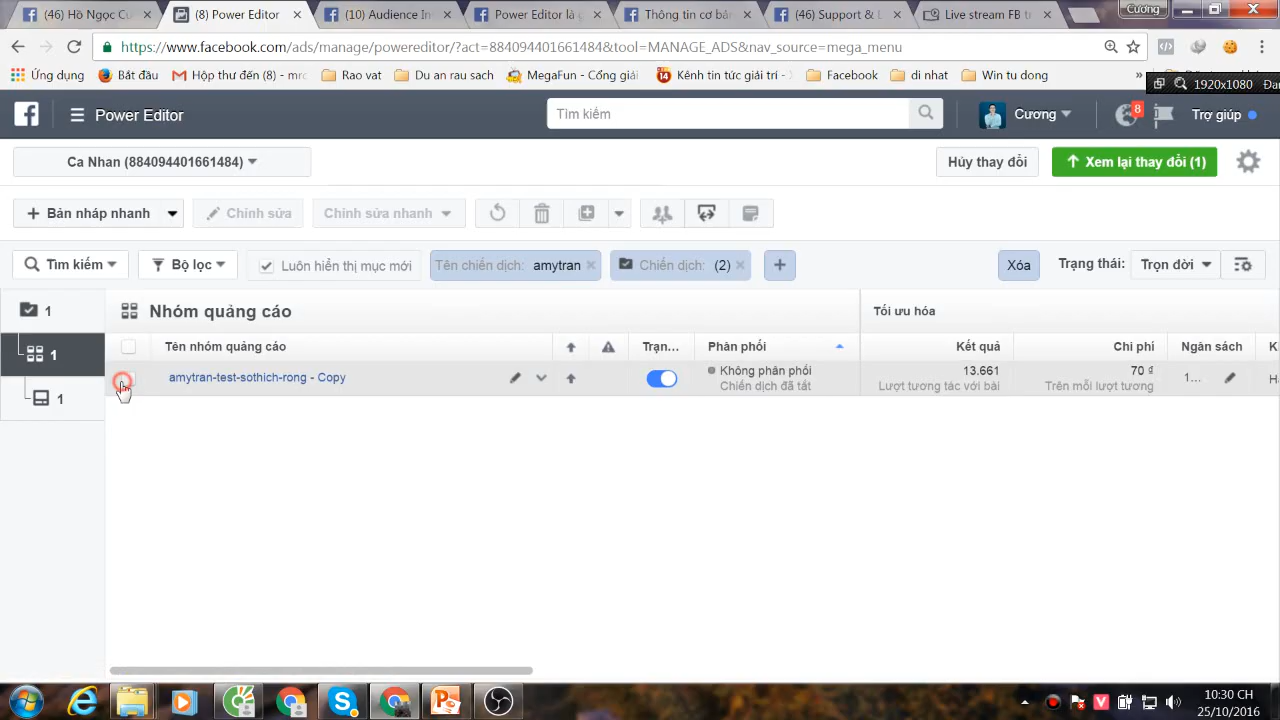 (46) Hồ Ngọc Cư
(8) Power Editor
(10) Audience In
Power Editor là g
Thông tin cơ bản
(46) Support &
Live stream FB t
Cường
https://www.facebook.com/ads/manage/powereditor/?act=884094401661484&tool=MANAGE_ADS&nav_source=mega_menu
Ứng dụng
Bắt đầu
Hộp thư đến (8) - mrc
Rao vat
Du an rausach
MegaFun - Cổng giả
Kênh tin tức giải trí -
Facebook
di nhat
Win tu dong
»
1920x1080
Power Editor
Tìm kiếm
Cương
8
Trợ giúp
Ca Nhan (884094401661484)
Hủy thay đổi
Xem lại thay đổi (1)
+ Bản nháp nhanh
Chỉnh sửa
Chỉnh sửa nhanh
Tìm kiếm
Bộ lọc
Luôn hiển thị mục mới
Tên chiến dịch: amytran
Chiến dịch: (2)
Xóa
Trạng thái:
Trọn đời
1
Nhóm quảng cáo
Tối ưu hóa
1
Tên nhóm quảng cáo
Trạn...
Phân phối
Kết quả
Chi phí
Ngân sách
amytran-test-sothich-rong - Copy
Không phân phối
Chiến dịch đã tắt
13.661
Lượt tương tác với bài
70 ₫
Trên mỗi lượt tương
1...
1
10:30 CH
25/10/2016